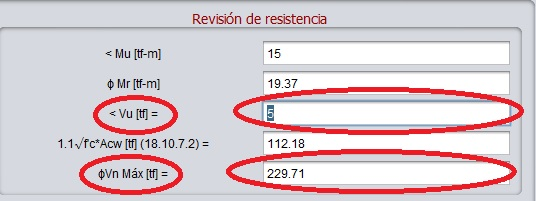 Revisión de resistencia
< Mu [tf-m] 15
ϕ Mr [tf-m] 19.37
< Vu [tf] = 5
1.1√f'c*Acw [tf] (18.10.7.2) = 112.18
ϕVn Máx [tf] = 229.71